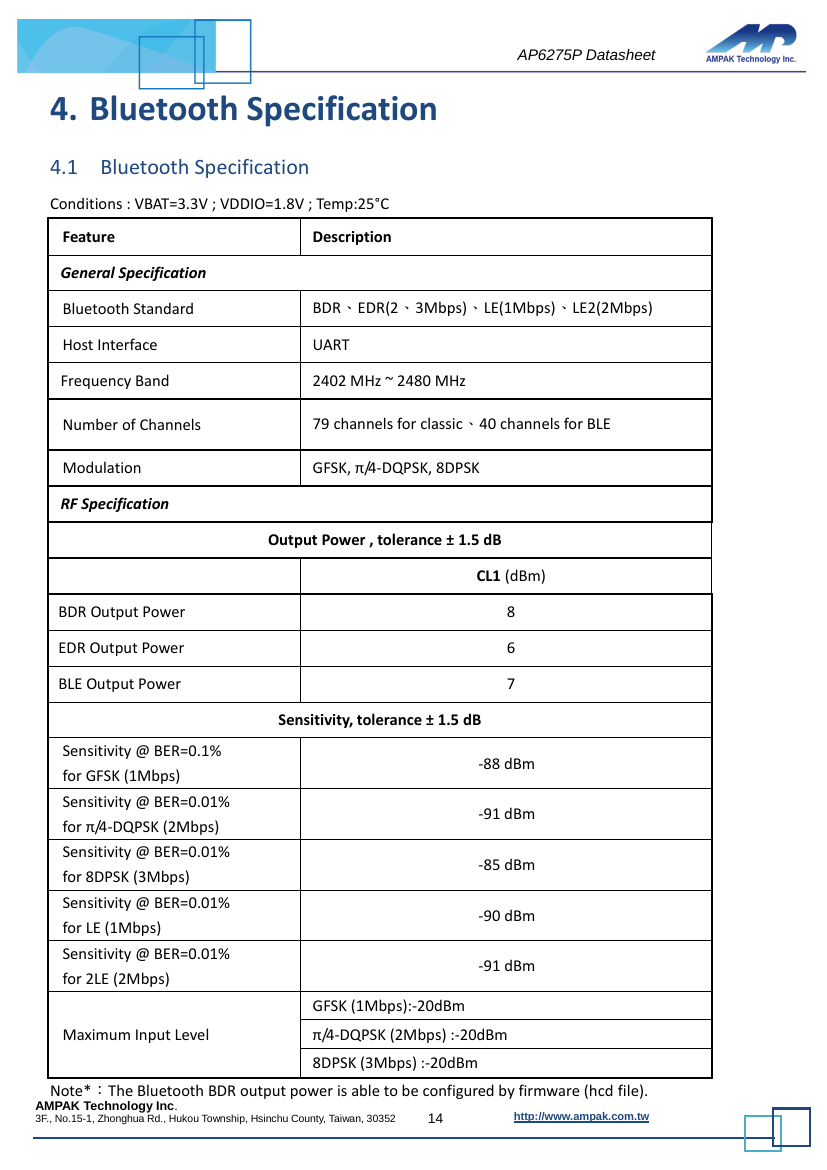 AP6275P Datasheet
AMPAK Technology Inc.
4. Bluetooth Specification
4.1 Bluetooth Specification
Conditions : VBAT=3.3V ; VDDIO=1.8V ; Temp:25°C
Feature Description
General Specification
Bluetooth Standard BDR、EDR(2、3Mbps)、LE(1Mbps)、LE2(2Mbps)
Host Interface UART
Frequency Band 2402 MHz ~ 2480 MHz
Number of Channels 79 channels for classic、40 channels for BLE
Modulation GFSK, π/4-DQPSK, 8DPSK
RF Specification
Output Power , tolerance ± 1.5 dB
CL1 (dBm)
BDR Output Power 8
EDR Output Power 6
BLE Output Power 7
Sensitivity, tolerance ± 1.5 dB
Sensitivity @ BER=0.1%
for GFSK (1Mbps)
-88 dBm
Sensitivity @ BER=0.01%
for π/4-DQPSK (2Mbps)
-91 dBm
Sensitivity @ BER=0.01%
for 8DPSK (3Mbps)
-85 dBm
Sensitivity @ BER=0.01%
for LE (1Mbps)
-90 dBm
Sensitivity @ BER=0.01%
for 2LE (2Mbps)
-91 dBm
Maximum Input Level
GFSK (1Mbps):-20dBm
π/4-DQPSK (2Mbps) :-20dBm
8DPSK (3Mbps) :-20dBm
Note*：The Bluetooth BDR output power is able to be configured by firmware (hcd file).
AMPAK Technology Inc.
3F., No.15-1, Zhonghua Rd., Hukou Township, Hsinchu County, Taiwan, 30352 14 http://www.ampak.com.tw